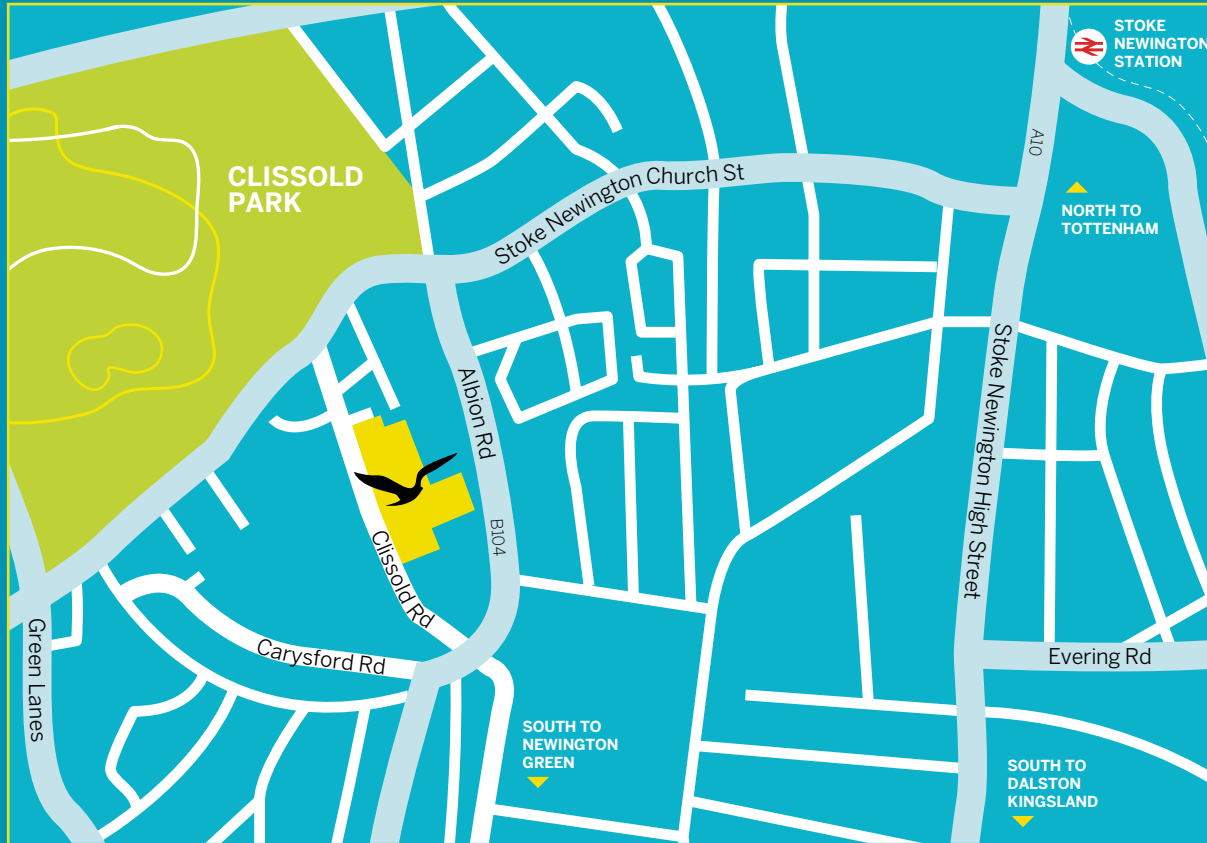 STOKE
NEWINGTON
STATION
A10
CLISSOLD
PARK
Stoke Newington Church St
NORTH TO
TOTTENHAM
Albion Rd
Stoke Newington High Street
B104
Clissold Rd
Green Lanes
Carysford Rd
Evering Rd
SOUTH TO
NEWINGTON
GREEN
SOUTH TO
DALSTON
KINGSLAND